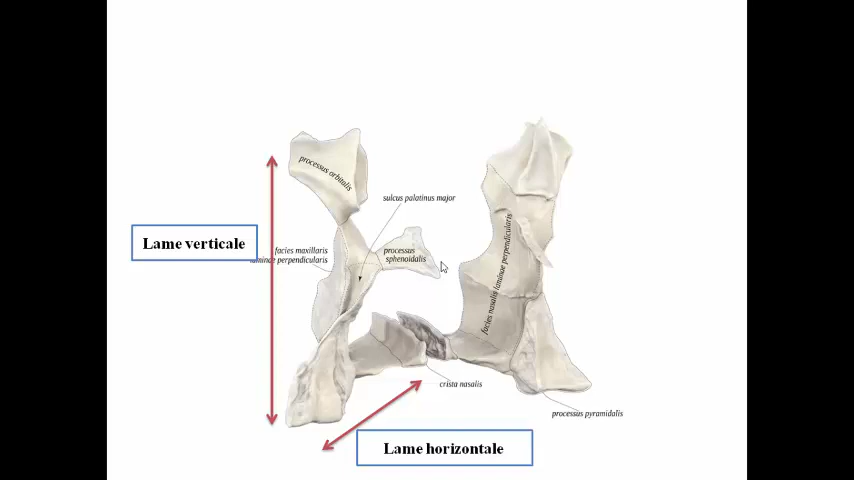 processus orbitalis
sulcus palatinus major
Lame verticale
facies maxillaris
laminae perpendicularis
processus
sphenoidalis
facies nasalis laminae perpendicularis
crista nasalis
processus pyramidalis
Lame horizontale